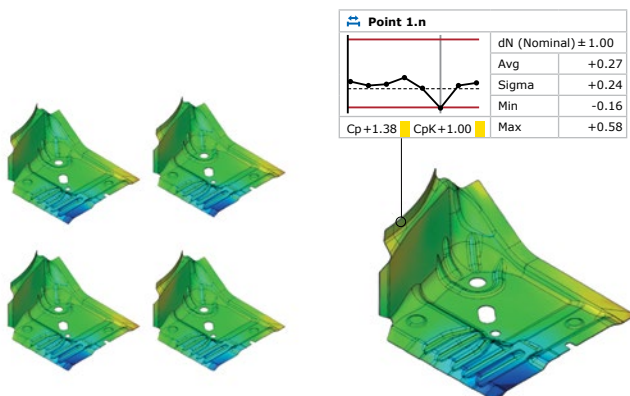 Point 1.n
dN (Nominal) ± 1.00
Avg +0.27
Sigma +0.24
Min -0.16
Max +0.58
Cp +1.38 CpK +1.00